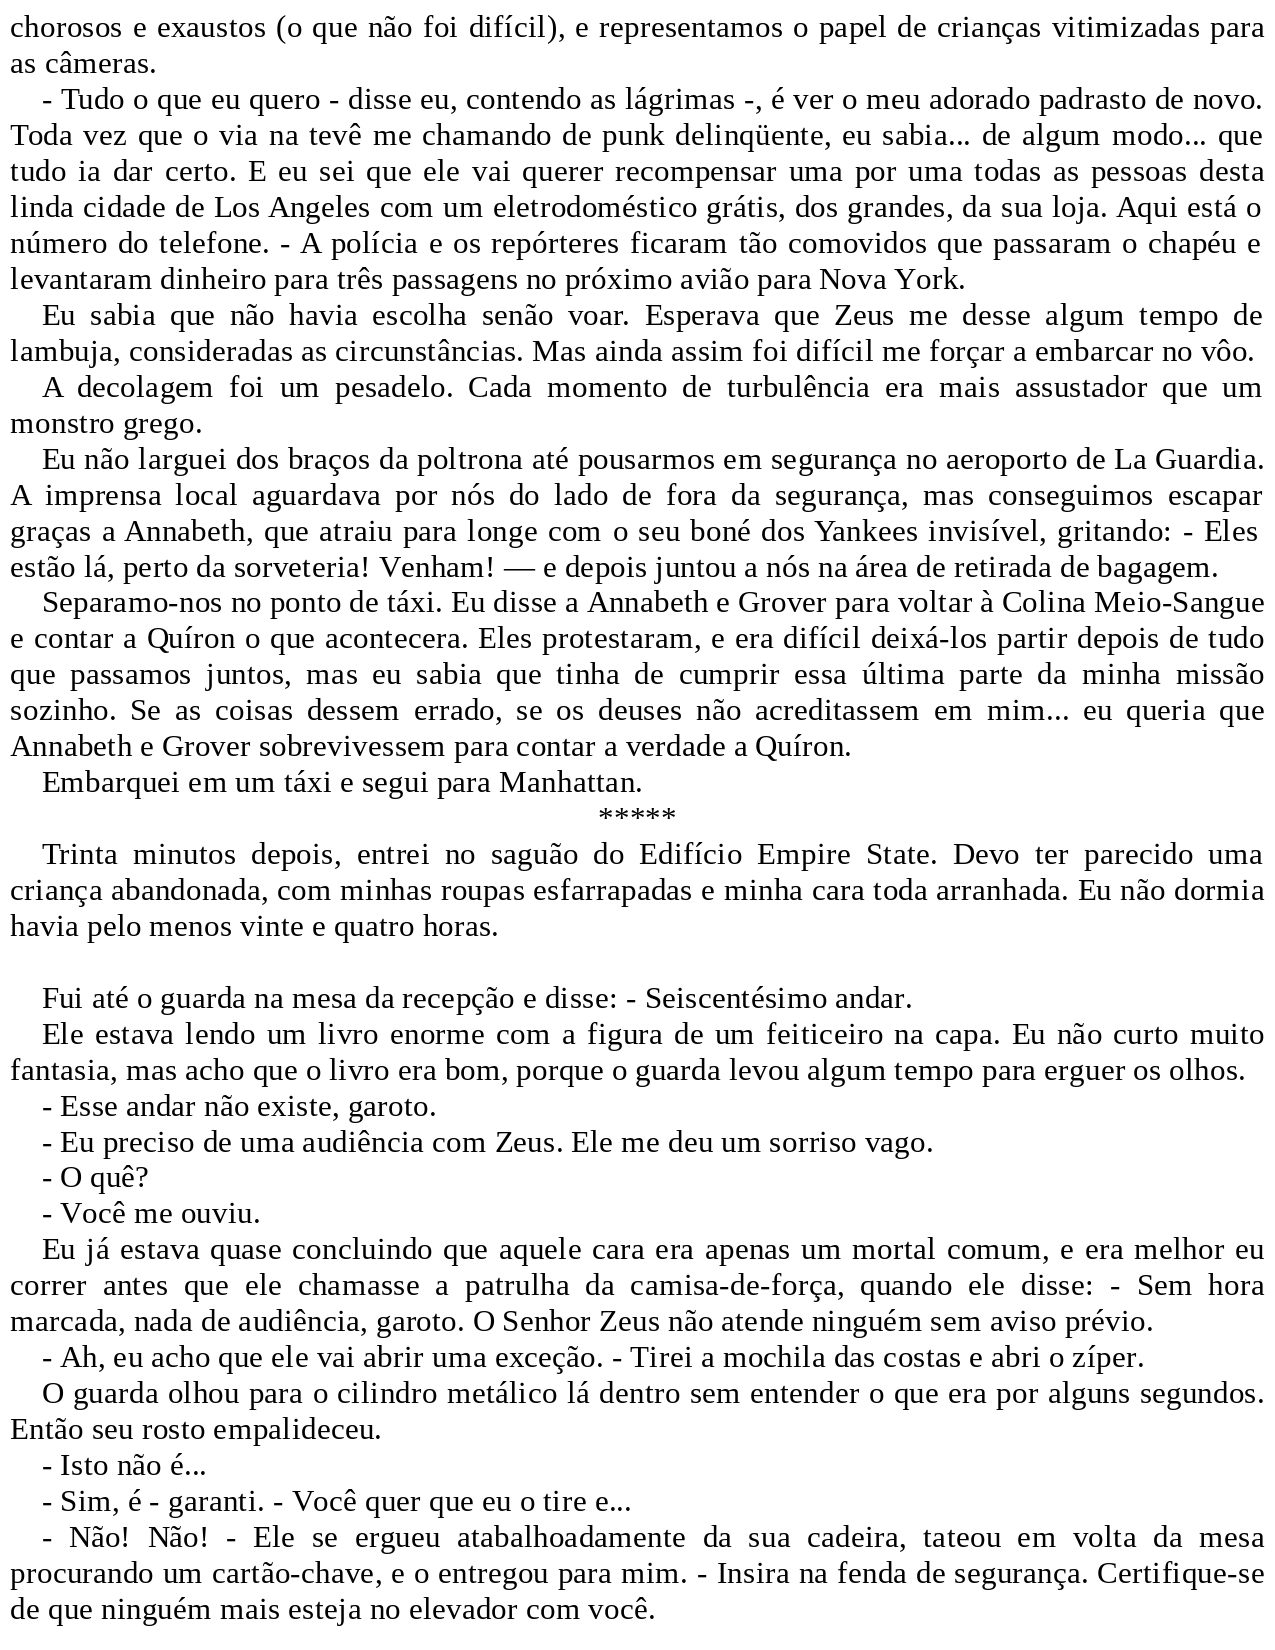 chorosos e exaustos (o que não foi difícil), e representamos o papel de crianças vitimizadas para
as câmeras.
- Tudo o que eu quero - disse eu, contendo as lágrimas -, é ver o meu adorado padrasto de novo.
Toda vez que o via na tevê me chamando de punk delinqüente, eu sabia... de algum modo... que
tudo ia dar certo. E eu sei que ele vai querer recompensar uma por uma todas as pessoas desta
linda cidade de Los Angeles com um eletrodoméstico grátis, dos grandes, da sua loja. Aqui está o
número do telefone. - A polícia e os repórteres ficaram tão comovidos que passaram o chapéu e
levantaram dinheiro para três passagens no próximo avião para Nova York.
Eu sabia que não havia escolha senão voar. Esperava que Zeus me desse algum tempo de
lambuja, consideradas as circunstâncias. Mas ainda assim foi difícil me forçar a embarcar no vôo.
A decolagem foi um pesadelo. Cada momento de turbulência era mais assustador que um
monstro grego.
Eu não larguei dos braços da poltrona até pousarmos em segurança no aeroporto de La Guardia.
A imprensa local aguardava por nós do lado de fora da segurança, mas conseguimos escapar
graças a Annabeth, que atraiu para longe com o seu boné dos Yankees invisível, gritando: - Eles
estão lá, perto da sorveteria! Venham! — e depois juntou a nós na área de retirada de bagagem.
Separamo-nos no ponto de táxi. Eu disse a Annabeth e Grover para voltar à Colina Meio-Sangue
e contar a Quíron o que acontecera. Eles protestaram, e era difícil deixá-los partir depois de tudo
que passamos juntos, mas eu sabia que tinha de cumprir essa última parte da minha missão
sozinho. Se as coisas dessem errado, se os deuses não acreditassem em mim... eu queria que
Annabeth e Grover sobrevivessem para contar a verdade a Quíron.
Embarquei em um táxi e segui para Manhattan.
*****
Trinta minutos depois, entrei no saguão do Edifício Empire State. Devo ter parecido uma
criança abandonada, com minhas roupas esfarrapadas e minha cara toda arranhada. Eu não dormia
havia pelo menos vinte e quatro horas.
Fui até o guarda na mesa da recepção e disse: - Seiscentésimo andar.
Ele estava lendo um livro enorme com a figura de um feiticeiro na capa. Eu não curto muito
fantasia, mas acho que o livro era bom, porque o guarda levou algum tempo para erguer os olhos.
- Esse andar não existe, garoto.
- Eu preciso de uma audiência com Zeus. Ele me deu um sorriso vago.
- O quê?
- Você me ouviu.
Eu já estava quase concluindo que aquele cara era apenas um mortal comum, e era melhor eu
correr antes que ele chamasse a patrulha da camisa-de-força, quando ele disse: - Sem hora
marcada, nada de audiência, garoto. O Senhor Zeus não atende ninguém sem aviso prévio.
- Ah, eu acho que ele vai abrir uma exceção. - Tirei a mochila das costas e abri o zíper.
O guarda olhou para o cilindro metálico lá dentro sem entender o que era por alguns segundos.
Então seu rosto empalideceu.
- Isto não é...
- Sim, é - garanti. - Você quer que eu o tire e...
- Não! Não! - Ele se ergueu atabalhoadamente da sua cadeira, tateou em volta da mesa
procurando um cartão-chave, e o entregou para mim. - Insira na fenda de segurança. Certifique-se
de que ninguém mais esteja no elevador com você.